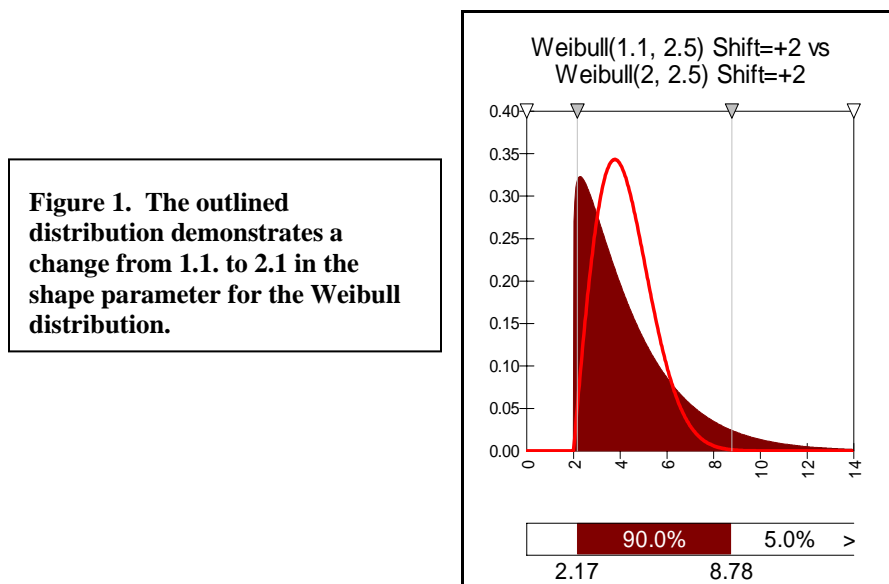 Figure 1.  The outlined
distribution demonstrates a
change from 1.1. to 2.1 in the
shape parameter for the Weibull
distribution.
Weibull(1.1, 2.5) Shift=+2 vs
Weibull(2, 2.5) Shift=+2
0.40
0.35
0.30
0.25
0.20
0.15
0.10
0.05
0.00
0 2 4 6 8 10 12 14
90.0% 5.0% >
2.17 8.78